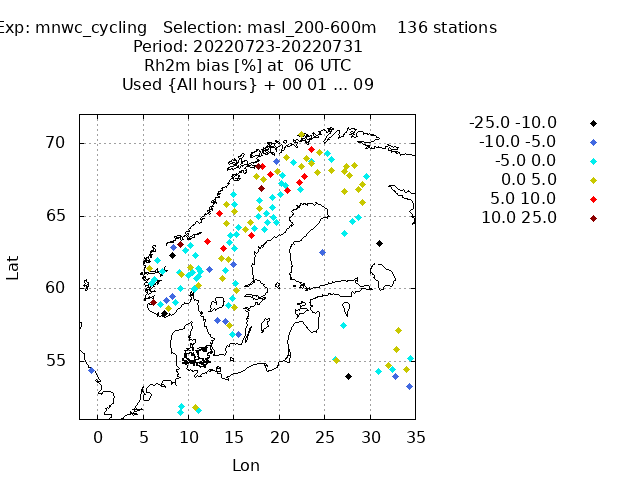 Exp: mnwc_cycling   Selection: masl_200-600m    136 stations
Period: 20220723-20220731
Rh2m bias [%] at  06 UTC
Used {All hours} + 00 01 ... 09
-25.0 -10.0
-10.0 -5.0
-5.0 0.0
0.0 5.0
5.0 10.0
10.0 25.0
70
65
60
55
Lat
0 5 10 15 20 25 30 35
Lon